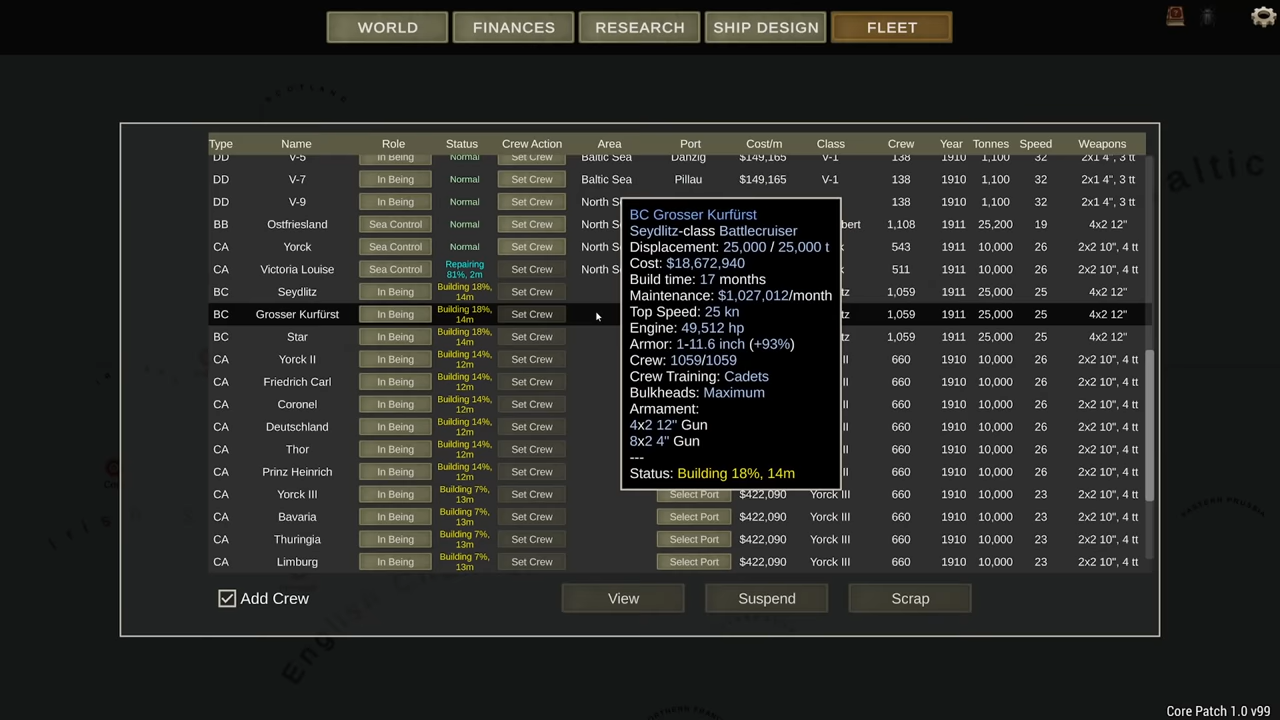 WORLD FINANCES RESEARCH SHIP DESIGN FLEET
Type Name Role Status Crew Action Area Port Cost/m Class Crew Year Tonnes Speed Weapons
DD V-5 In Being Normal Set Crew Baltic Sea Danzig $149,165 V-1 138 1910 1,100 32 2x1 4", 3 tt
DD V-7 In Being Normal Set Crew Baltic Sea Pillau $149,165 V-1 138 1910 1,100 32 2x1 4", 3 tt
DD V-9 In Being Normal Set Crew North S 138 1910 1,100 32 2x1 4", 3 tt
BB Ostfriesland Sea Control Normal Set Crew North S bert 1,108 1911 25,200 19 4x2 12"
CA Yorck Sea Control Normal Set Crew North S 543 1911 10,000 26 2x2 10", 4 tt
CA Victoria Louise Sea Control Repairing 81%, 2m Set Crew North S 511 1910 10,000 26 2x2 10", 4 tt
BC Seydlitz In Being Building 18%, 14m Set Crew tz 1,059 1911 25,000 25 4x2 12"
BC Grosser Kurfürst In Being Building 18%, 14m Set Crew tz 1,059 1911 25,000 25 4x2 12"
BC Star In Being Building 18%, 14m Set Crew tz 1,059 1911 25,000 25 4x2 12"
CA Yorck II In Being Building 14%, 12m Set Crew II 660 1910 10,000 26 2x2 10", 4 tt
CA Friedrich Carl In Being Building 14%, 12m Set Crew II 660 1910 10,000 26 2x2 10", 4 tt
CA Coronel In Being Building 14%, 12m Set Crew II 660 1910 10,000 26 2x2 10", 4 tt
CA Deutschland In Being Building 14%, 12m Set Crew II 660 1910 10,000 26 2x2 10", 4 tt
CA Thor In Being Building 14%, 12m Set Crew II 660 1910 10,000 26 2x2 10", 4 tt
CA Prinz Heinrich In Being Building 14%, 12m Set Crew II 660 1910 10,000 26 2x2 10", 4 tt
CA Yorck III In Being Building 7%, 13m Set Crew Select Port $422,090 Yorck III 660 1910 10,000 23 2x2 10", 4 tt
CA Bavaria In Being Building 7%, 13m Set Crew Select Port $422,090 Yorck III 660 1910 10,000 23 2x2 10", 4 tt
CA Thuringia In Being Building 7%, 13m Set Crew Select Port $422,090 Yorck III 660 1910 10,000 23 2x2 10", 4 tt
CA Limburg In Being Building 7%, 13m Set Crew Select Port $422,090 Yorck III 660 1910 10,000 23 2x2 10", 4 tt
BC Grosser Kurfürst
Seydlitz-class Battlecruiser
Displacement: 25,000 / 25,000 t
Cost: $18,672,940
Build time: 17 months
Maintenance: $1,027,012/month
Top Speed: 25 kn
Engine: 49,512 hp
Armor: 1-11.6 inch (+93%)
Crew: 1059/1059
Crew Training: Cadets
Bulkheads: Maximum
Armament:
4x2 12" Gun
8x2 4" Gun
---
Status: Building 18%, 14m
Add Crew View Suspend Scrap
altic
Core Patch 1.0 v99